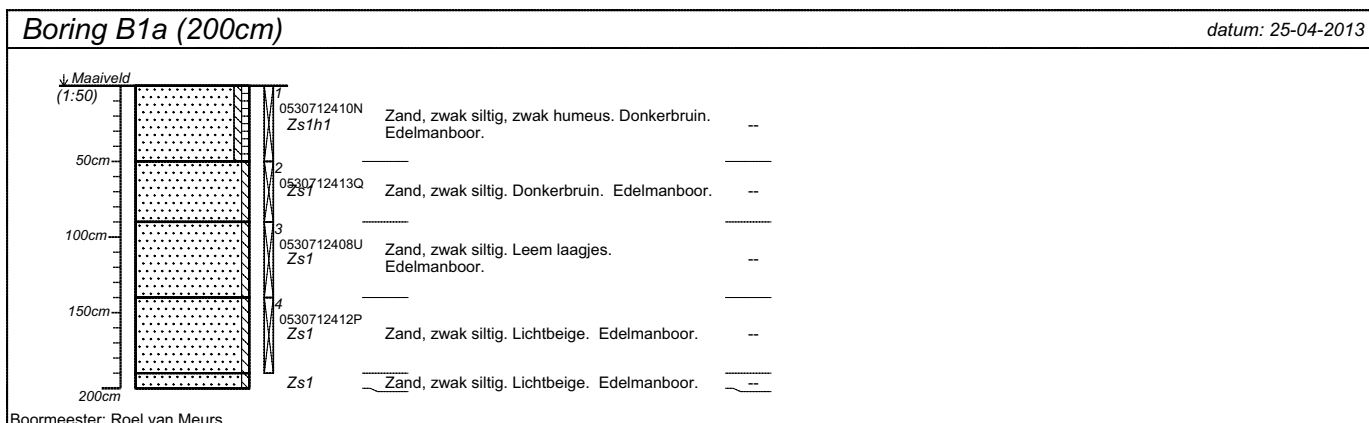 Boring B1a (200cm)
datum: 25-04-2013
Maaiveld
(1:50)
1
0530712410N
Zs1h1
Zand, zwak siltig, zwak humeus. Donkerbruin.
Edelmanboor.
--
50cm
2
0530712413Q
Zs1
Zand, zwak siltig. Donkerbruin. Edelmanboor.
--
100cm
3
0530712408U
Zs1
Zand, zwak siltig. Leem laagjes.
Edelmanboor.
--
150cm
4
0530712412P
Zs1
Zand, zwak siltig. Lichtbeige. Edelmanboor.
--
Zs1
Zand, zwak siltig. Lichtbeige. Edelmanboor.
--
200cm
Boormeester: Roel van Meurs